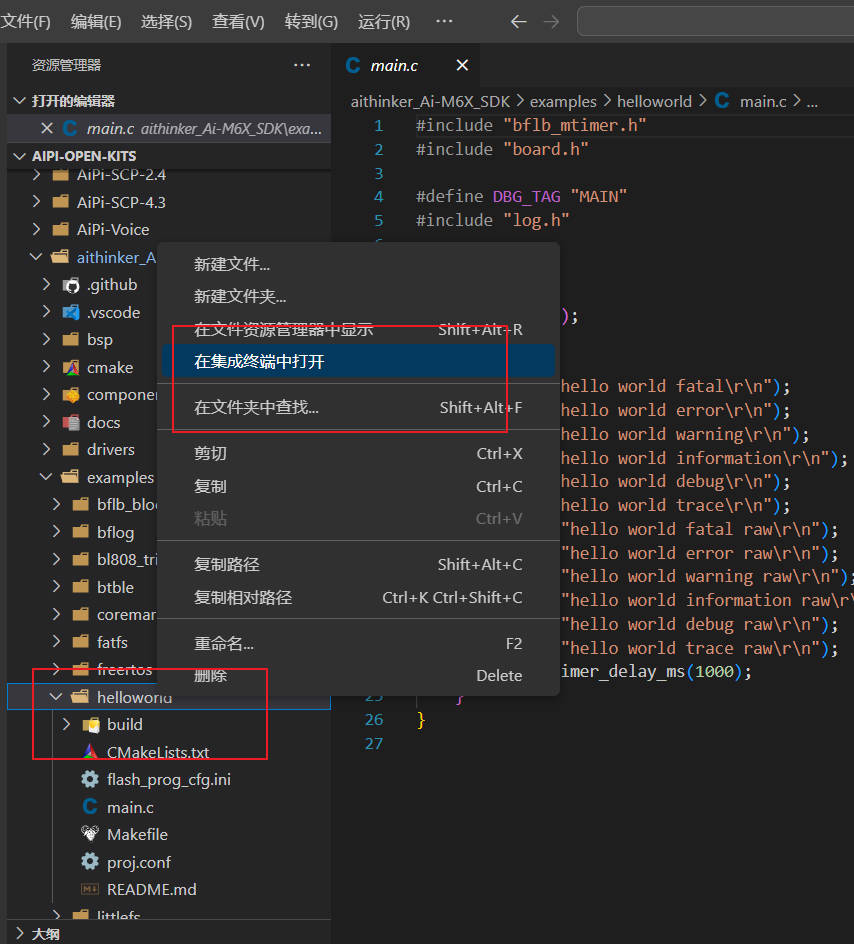 文件(F) 编辑(E) 选择(S) 查看(V) 转到(G) 运行(R) ···
资源管理器 ···
打开的编辑器
main.c aithinker_Ai-M6X_SDK\exa...
AIPI-OPEN-KITS
AiPi-SCP-2.4
AiPi-SCP-4.3
AiPi-Voice
aithinker_A
.github
.vscode
bsp
cmake
componen
docs
drivers
examples
bflb_blo
bflog
bl808_tri
btble
coremar
fatfs
freertos
helloworld
build
CMakeLists.txt
flash_prog_cfg.ini
main.c
Makefile
proj.conf
README.md
littlefs
大纲
新建文件...
新建文件夹...
在文件资源管理器中显示 Shift+Alt+R
在集成终端中打开
在文件夹中查找... Shift+Alt+F
剪切 Ctrl+X
复制 Ctrl+C
粘贴 Ctrl+V
复制路径 Shift+Alt+C
复制相对路径 Ctrl+K Ctrl+Shift+C
重命名... F2
删除 Delete
main.c
aithinker_Ai-M6X_SDK > examples > helloworld > main.c > ...
1 #include "bflb_mtimer.h"
2 #include "board.h"
3
4 #define DBG_TAG "MAIN"
5 #include "log.h"
);
hello world fatal\r\n");
hello world error\r\n");
hello world warning\r\n");
hello world information\r\n");
hello world debug\r\n");
hello world trace\r\n");
"hello world fatal raw\r\n");
"hello world error raw\r\n");
"hello world warning raw\r\n");
"hello world information raw\r
"hello world debug raw\r\n");
"hello world trace raw\r\n");
imer_delay_ms(1000);
25 }
26 }
27